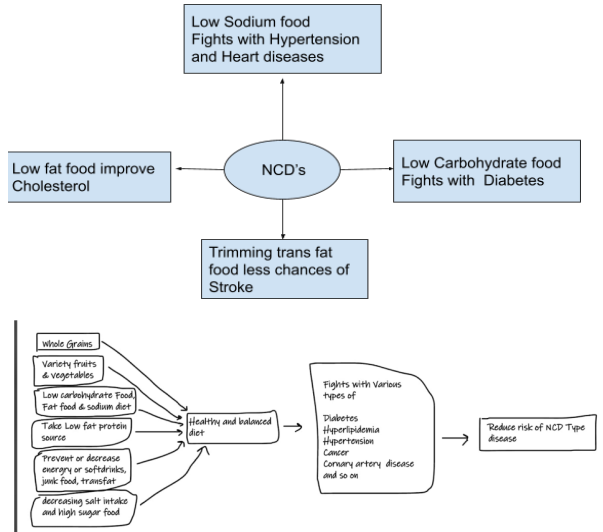 Low Sodium food
Fights with Hypertension
and Heart diseases
Low fat food improve
Cholesterol
NCD's
Low Carbohydrate food
Fights with Diabetes
Trimming trans fat
food less chances of
Stroke
Whole Grains
Variety fruits
& vegetables
Low carbohydrate Food,
Fat food & sodium diet
Take Low fat protein
source
Prevent or decrease
energry or softdrinks,
junk food, transfat
decreasing salt intake
and high sugar food
Healthy and balanced
diet
Fights with Various
types of
Diabetes
Hyperlipidemia
Hypertension
Cancer
Cornary artery disease
and so on
Reduce risk of NCD Type
disease